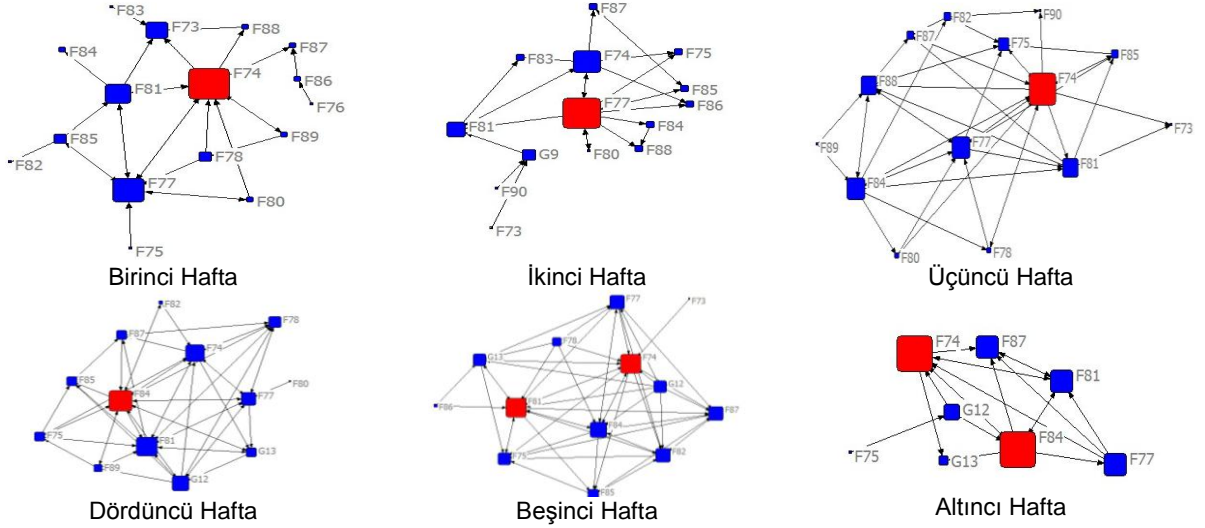 F83
F73
F88
F84
F87
F74
F81
F86
F76
F85
F89
F82
F78
F77
F80
F75
Birinci Hafta
F87
F83
F74
F75
F77
F85
F86
F81
F84
F80
F88
G9
F90
F73
İkinci Hafta
F82
F90
F87
F75
F85
F88
F74
F73
F89
F77
F81
F84
F80
F78
Üçüncü Hafta
F82
F87
F78
F74
F85
F84
F77
F80
F75
F81
G13
F89
G12
Dördüncü Hafta
F77
F73
F78
G13
F74
G12
F86
F81
F87
F84
F75
F82
F85
Beşinci Hafta
F74
F87
F81
G12
F84
F75
G13
F77
Altıncı Hafta